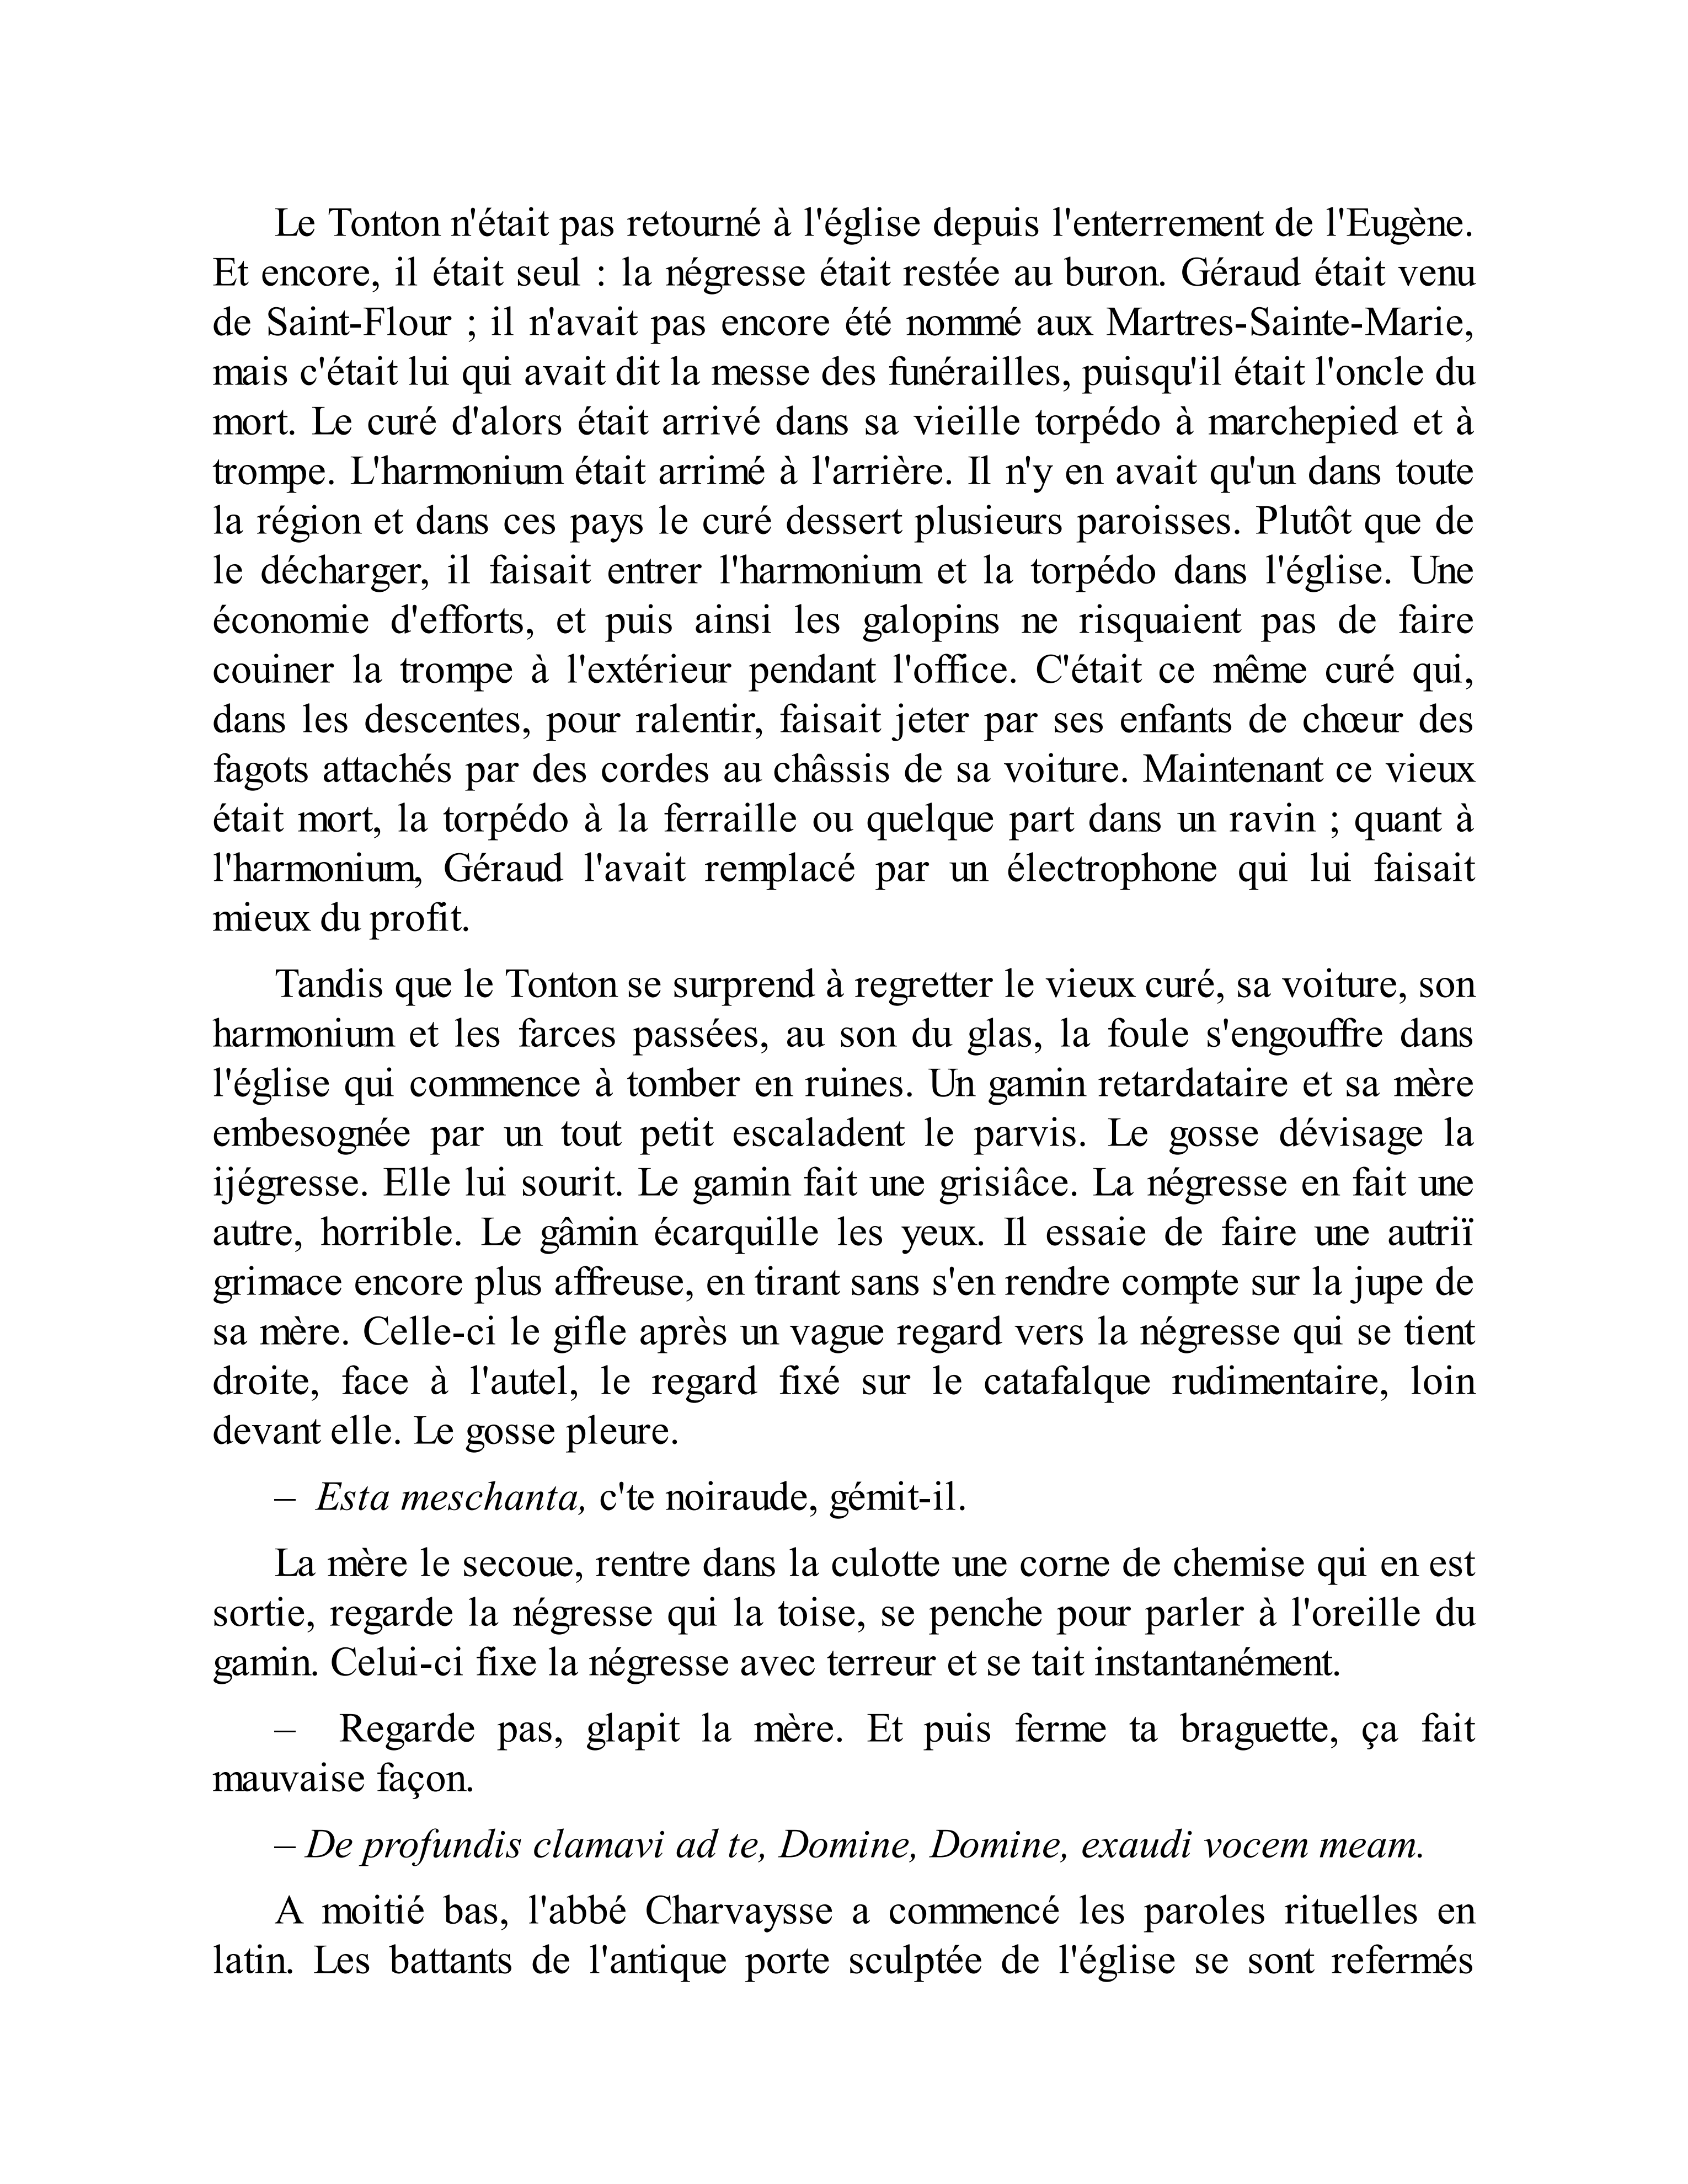 Le Tonton n'était pas retourné à l'église depuis l'enterrement de l'Eugène.
Et encore, il était seul : la négresse était restée au buron. Géraud était venu
de Saint-Flour ; il n'avait pas encore été nommé aux Martres-Sainte-Marie,
mais c'était lui qui avait dit la messe des funérailles, puisqu'il était l'oncle du
mort. Le curé d'alors était arrivé dans sa vieille torpédo à marchepied et à
trompe. L'harmonium était arrimé à l'arrière. Il n'y en avait qu'un dans toute
la région et dans ces pays le curé dessert plusieurs paroisses. Plutôt que de
le décharger, il faisait entrer l'harmonium et la torpédo dans l'église. Une
économie d'efforts, et puis ainsi les galopins ne risquaient pas de faire
couiner la trompe à l'extérieur pendant l'office. C'était ce même curé qui,
dans les descentes, pour ralentir, faisait jeter par ses enfants de chœur des
fagots attachés par des cordes au châssis de sa voiture. Maintenant ce vieux
était mort, la torpédo à la ferraille ou quelque part dans un ravin ; quant à
l'harmonium, Géraud l'avait remplacé par un électrophone qui lui faisait
mieux du profit.
Tandis que le Tonton se surprend à regretter le vieux curé, sa voiture, son
harmonium et les farces passées, au son du glas, la foule s'engouffre dans
l'église qui commence à tomber en ruines. Un gamin retardataire et sa mère
embesognée par un tout petit escaladent le parvis. Le gosse dévisage la
ijégresse. Elle lui sourit. Le gamin fait une grisiâce. La négresse en fait une
autre, horrible. Le gâmin écarquille les yeux. Il essaie de faire une autriï
grimace encore plus affreuse, en tirant sans s'en rendre compte sur la jupe de
sa mère. Celle-ci le gifle après un vague regard vers la négresse qui se tient
droite, face à l'autel, le regard fixé sur le catafalque rudimentaire, loin
devant elle. Le gosse pleure.
– Esta meschanta, c'te noiraude, gémit-il.
La mère le secoue, rentre dans la culotte une corne de chemise qui en est
sortie, regarde la négresse qui la toise, se penche pour parler à l'oreille du
gamin. Celui-ci fixe la négresse avec terreur et se tait instantanément.
– Regarde pas, glapit la mère. Et puis ferme ta braguette, ça fait
mauvaise façon.
– De profundis clamavi ad te, Domine, Domine, exaudi vocem meam.
A moitié bas, l'abbé Charvaysse a commencé les paroles rituelles en
latin. Les battants de l'antique porte sculptée de l'église se sont refermés